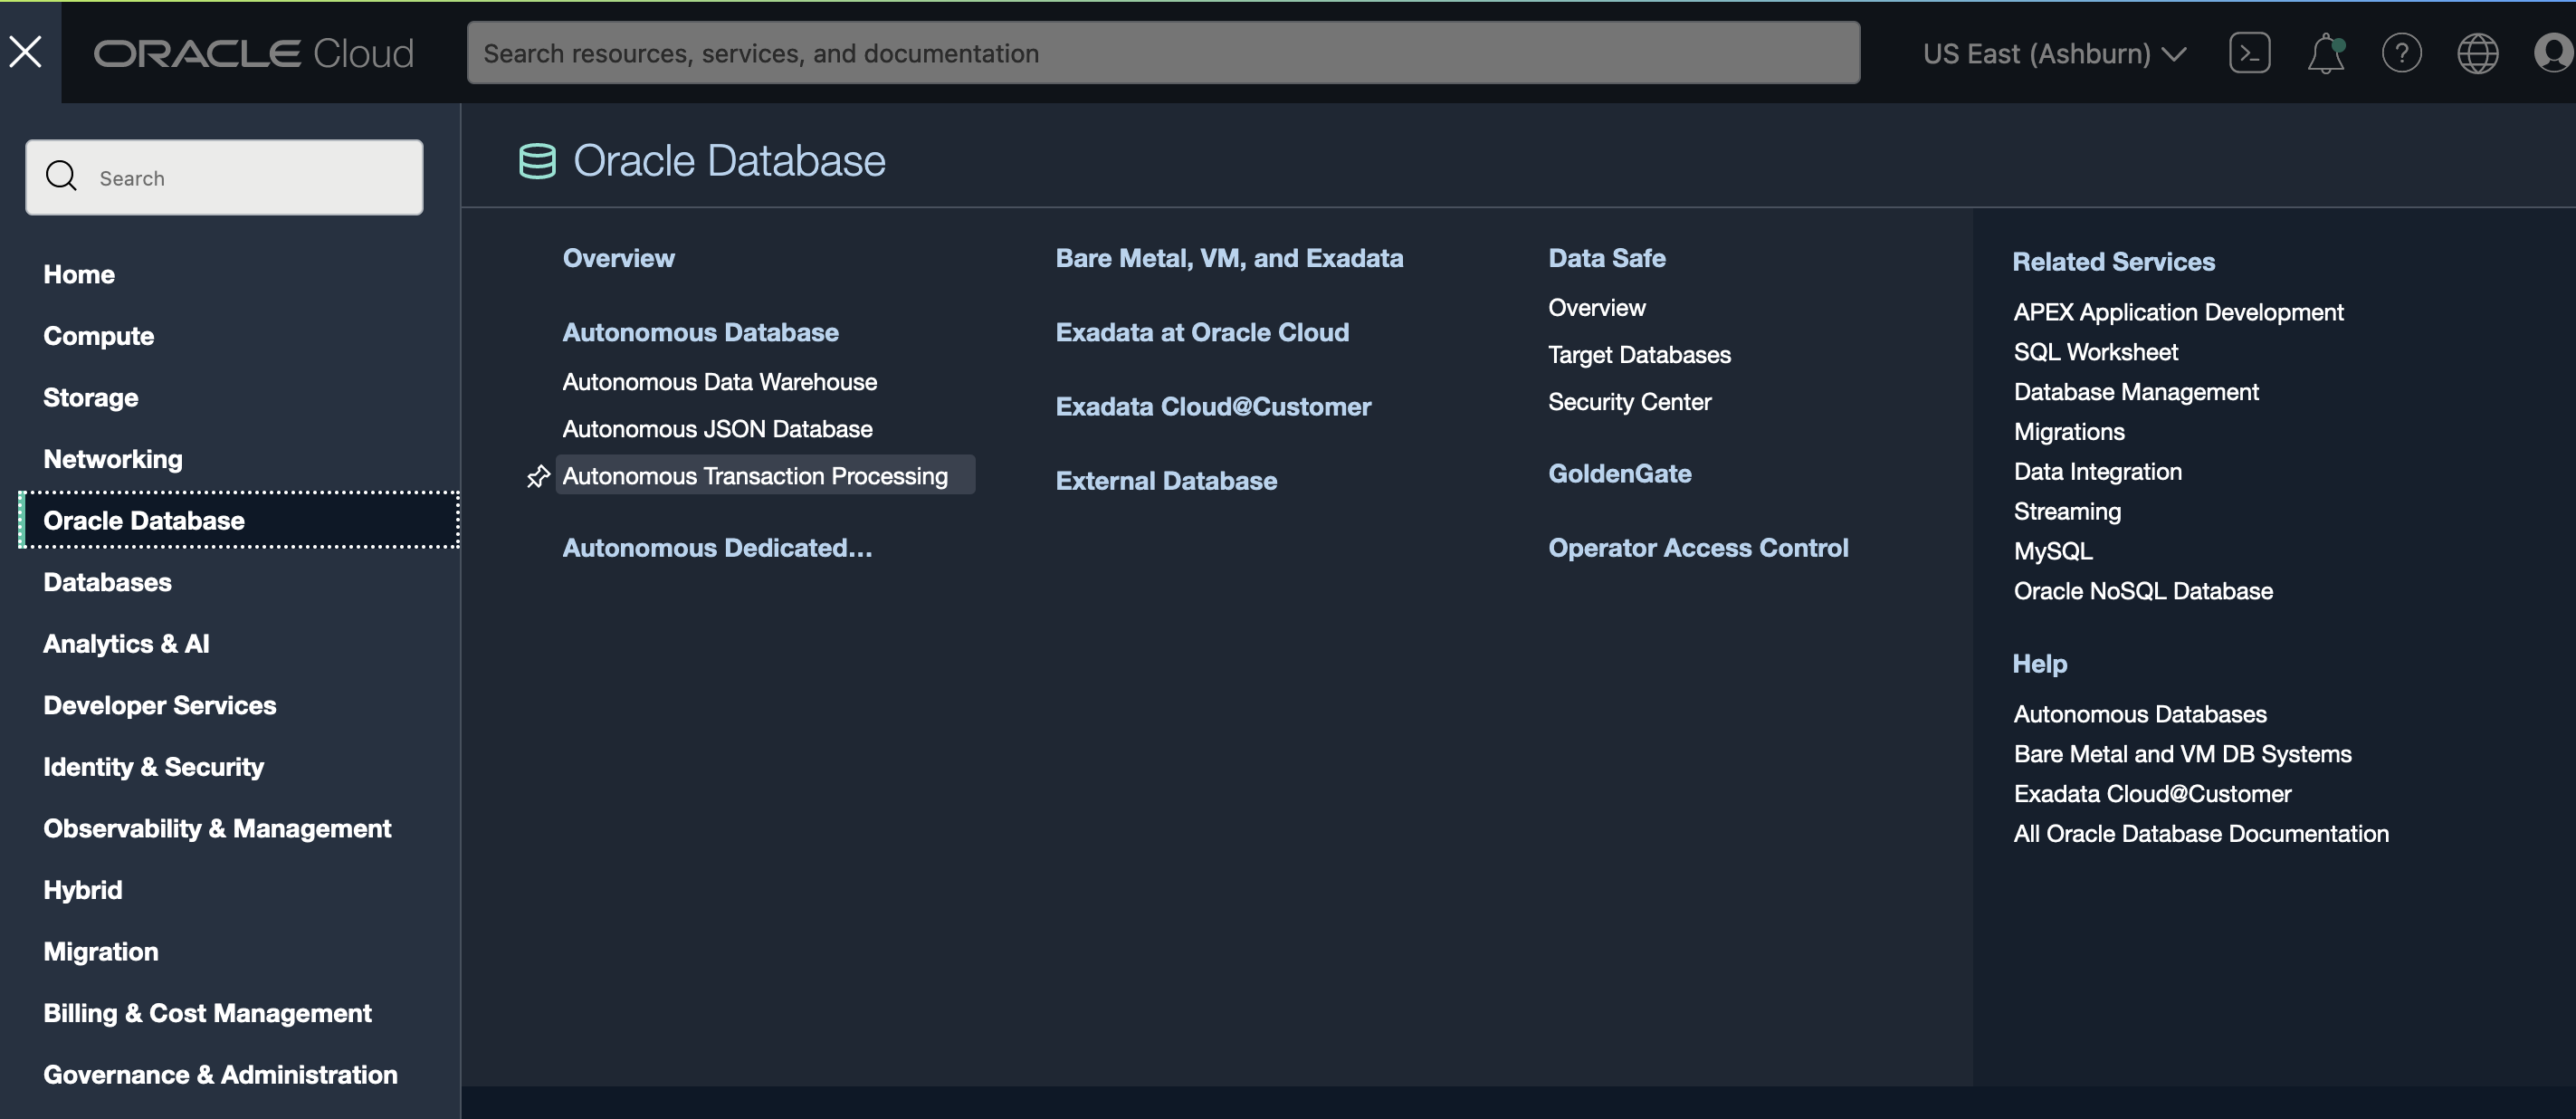 ORACLE Cloud
Search resources, services, and documentation
US East (Ashburn)
Search
Home
Compute
Storage
Networking
Oracle Database
Databases
Analytics & AI
Developer Services
Identity & Security
Observability & Management
Hybrid
Migration
Billing & Cost Management
Governance & Administration
Oracle Database
Overview
Autonomous Database
Autonomous Data Warehouse
Autonomous JSON Database
Autonomous Transaction Processing
Autonomous Dedicated...
Bare Metal, VM, and Exadata
Exadata at Oracle Cloud
Exadata Cloud@Customer
External Database
Data Safe
Overview
Target Databases
Security Center
GoldenGate
Operator Access Control
Related Services
APEX Application Development
SQL Worksheet
Database Management
Migrations
Data Integration
Streaming
MySQL
Oracle NoSQL Database
Help
Autonomous Databases
Bare Metal and VM DB Systems
Exadata Cloud@Customer
All Oracle Database Documentation